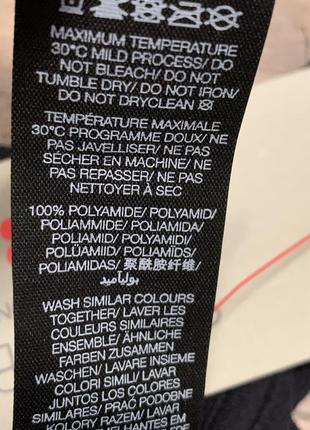 MAXIMUM TEMPERATURE
30°C MILD PROCESS/ DO
NOT BLEACH/ DO NOT
TUMBLE DRY/ DO NOT IRON/
DO NOT DRYCLEAN
TEMPÉRATURE MAXIMALE
30°C PROGRAMME DOUX/ NE
PAS JAVELLISER/ NE PAS
SÉCHER EN MACHINE/ NE
PAS REPASSER/ NE PAS
NETTOYER À SEC
100% POLYAMIDE/ POLYAMID/
POLIAMMIDE/ POLIAMIDA/
POLIAMID/ POLYAMID/
POLÜAMIID/ POLIAMĪDS/
POLIAMIDAS/ 聚酰胺纤维/
بولياميد
WASH SIMILAR COLOURS
TOGETHER/ LAVER LES
COULEURS SIMILAIRES
ENSEMBLE/ ÄHNLICHE
FARBEN ZUSAMMEN
WASCHEN/ LAVARE INSIEME
COLORI SIMILI/ LAVAR
JUNTOS LOS COLORES
SIMILARES/ PRAĆ PODOBNE
KOLORY RAZEM/ LAVAR